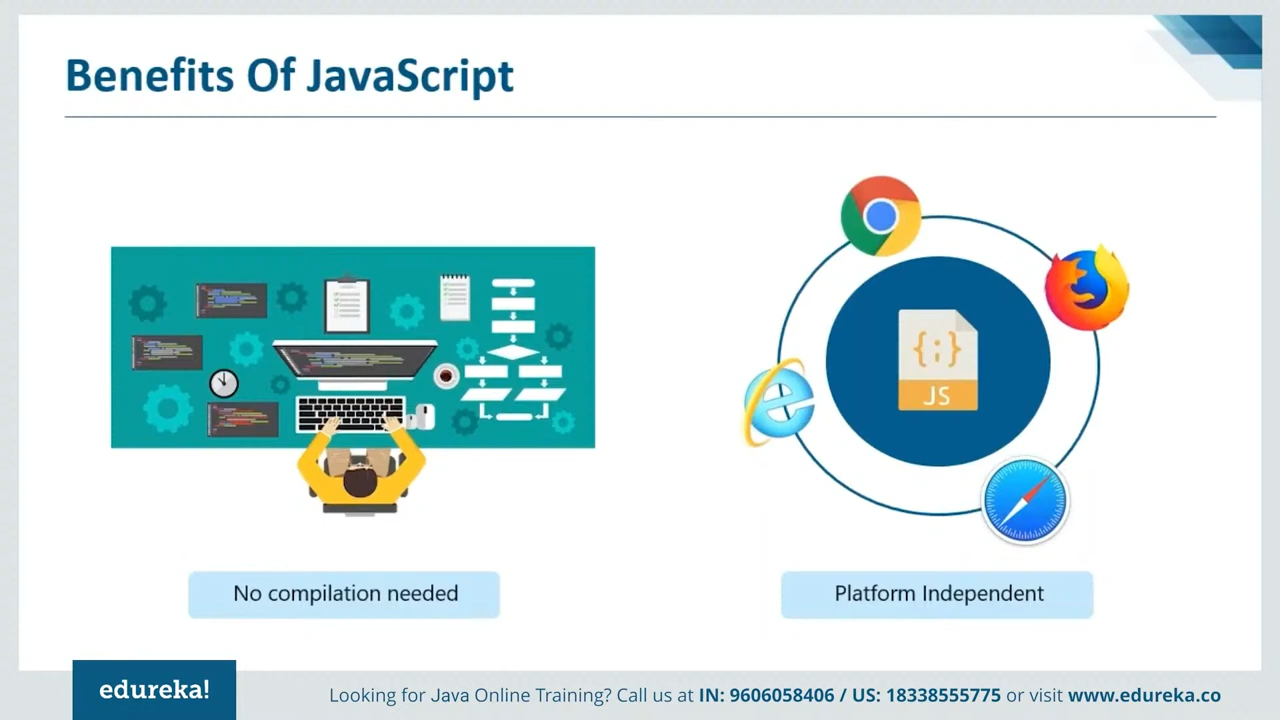 Benefits Of JavaScript
{;}
JS
No compilation needed
Platform Independent
edureka!
Looking for Java Online Training? Call us at IN: 9606058406 / US: 18338555775 or visit www.edureka.co